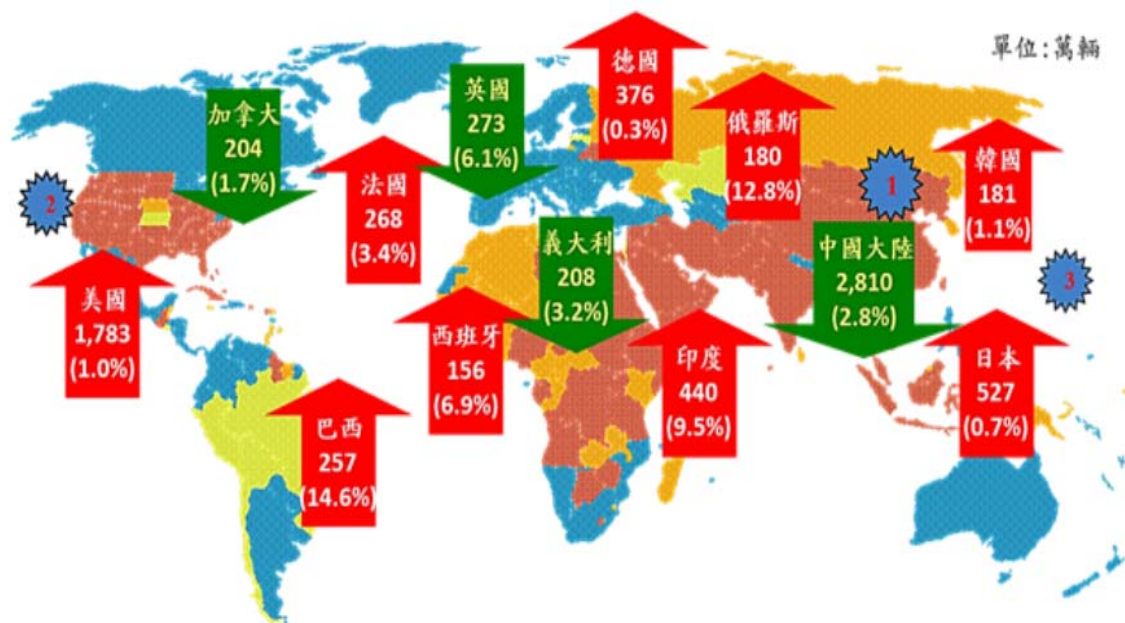 單位:萬輛
德國
376
(0.3%)
英國
273
(6.1%)
加拿大
204
(1.7%)
俄羅斯
180
(12.8%)
韓國
181
(1.1%)
法國
268
(3.4%)
1
2
3
義大利
208
(3.2%)
中國大陸
2,810
(2.8%)
美國
1,783
(1.0%)
西班牙
156
(6.9%)
印度
440
(9.5%)
日本
527
(0.7%)
巴西
257
(14.6%)